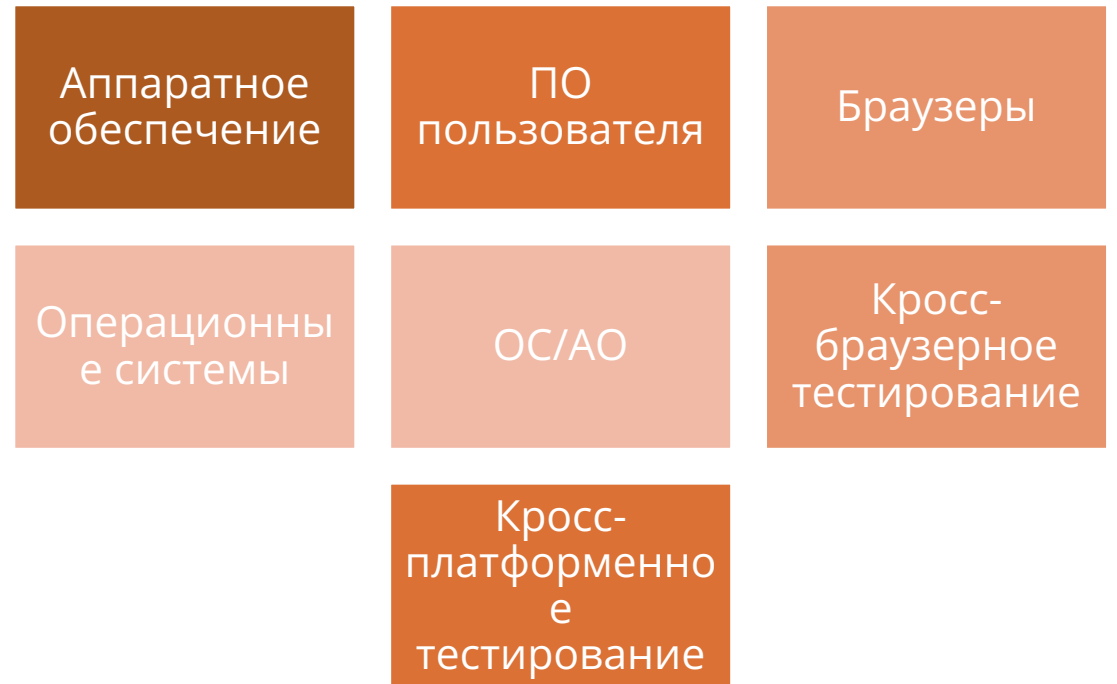 Аппаратное
обеспечение
ПО
пользователя
Браузеры
Операционны
е системы
ОС/АО
Кросс-
браузерное
тестирование
Кросс-
платформенно
е
тестирование